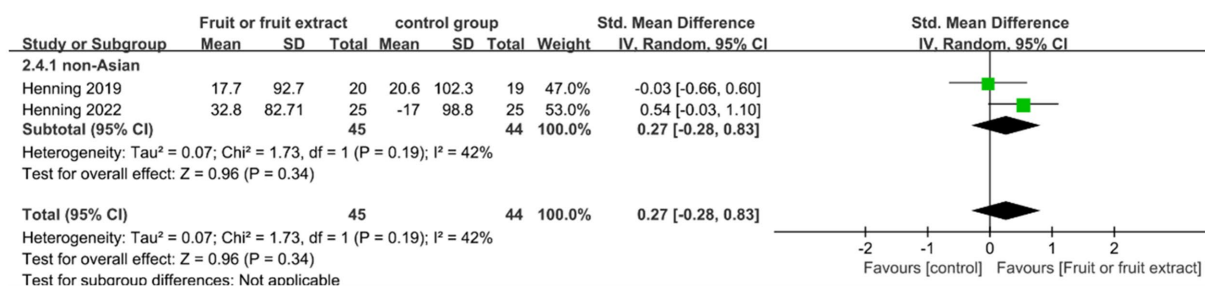 Fruit or fruit extract control group Std. Mean Difference Std. Mean Difference
Study or Subgroup Mean SD Total Mean SD Total Weight IV, Random, 95% CI IV, Random, 95% CI
2.4.1 non-Asian
Henning 2019 17.7 92.7 20 20.6 102.3 19 47.0% -0.03 [-0.66, 0.60]
Henning 2022 32.8 82.71 25 -17 98.8 25 53.0% 0.54 [-0.03, 1.10]
Subtotal (95% CI) 45 44 100.0% 0.27 [-0.28, 0.83]
Heterogeneity: Tau² = 0.07; Chi² = 1.73, df = 1 (P = 0.19); I² = 42%
Test for overall effect: Z = 0.96 (P = 0.34)
Total (95% CI) 45 44 100.0% 0.27 [-0.28, 0.83]
Heterogeneity: Tau² = 0.07; Chi² = 1.73, df = 1 (P = 0.19); I² = 42%
Test for overall effect: Z = 0.96 (P = 0.34)
Test for subgroup differences: Not applicable
-2 -1 0 1 2
Favours [control] Favours [Fruit or fruit extract]